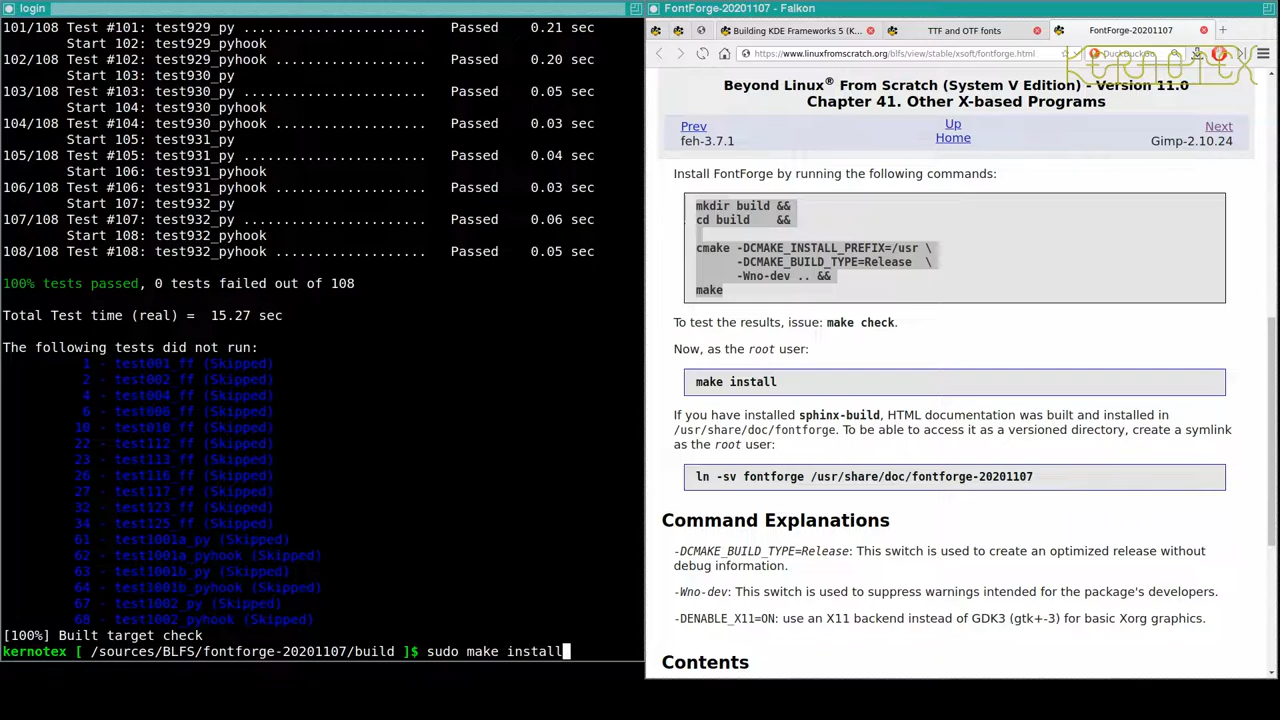 login
101/108 Test #101: test929_py ....................... Passed 0.21 sec
Start 102: test929_pyhook
102/108 Test #102: test929_pyhook ................... Passed 0.20 sec
Start 103: test930_py
103/108 Test #103: test930_py ....................... Passed 0.05 sec
Start 104: test930_pyhook
104/108 Test #104: test930_pyhook ................... Passed 0.03 sec
Start 105: test931_py
105/108 Test #105: test931_py ....................... Passed 0.04 sec
Start 106: test931_pyhook
106/108 Test #106: test931_pyhook ................... Passed 0.03 sec
Start 107: test932_py
107/108 Test #107: test932_py ....................... Passed 0.06 sec
Start 108: test932_pyhook
108/108 Test #108: test932_pyhook ................... Passed 0.05 sec
100% tests passed, 0 tests failed out of 108
Total Test time (real) = 15.27 sec
The following tests did not run:
1 - test001_ff (Skipped)
2 - test002_ff (Skipped)
4 - test004_ff (Skipped)
6 - test006_ff (Skipped)
10 - test010_ff (Skipped)
22 - test112_ff (Skipped)
23 - test113_ff (Skipped)
26 - test116_ff (Skipped)
27 - test117_ff (Skipped)
32 - test123_ff (Skipped)
34 - test125_ff (Skipped)
61 - test1001a_py (Skipped)
62 - test1001a_pyhook (Skipped)
63 - test1001b_py (Skipped)
64 - test1001b_pyhook (Skipped)
67 - test1002_py (Skipped)
68 - test1002_pyhook (Skipped)
[100%] Built target check
kernotex [ /sources/BLFS/fontforge-20201107/build ]$ sudo make install
FontForge-20201107 - Falkon
Building KDE Frameworks 5 (K...
TTF and OTF fonts
FontForge-20201107
https://www.linuxfromscratch.org/blfs/view/stable/xsoft/fontforge.html
DuckDuckGo
KERNOTEX
Beyond Linux® From Scratch (System V Edition) - Version 11.0
Chapter 41. Other X-based Programs
Prev
feh-3.7.1
Up
Home
Next
Gimp-2.10.24
Install FontForge by running the following commands:
mkdir build &&
cd build &&
cmake -DCMAKE_INSTALL_PREFIX=/usr \
-DCMAKE_BUILD_TYPE=Release \
-Wno-dev .. &&
make
To test the results, issue: make check.
Now, as the root user:
make install
If you have installed sphinx-build, HTML documentation was built and installed in
/usr/share/doc/fontforge. To be able to access it as a versioned directory, create a symlink
as the root user:
ln -sv fontforge /usr/share/doc/fontforge-20201107
Command Explanations
-DCMAKE_BUILD_TYPE=Release: This switch is used to create an optimized release without
debug information.
-Wno-dev: This switch is used to suppress warnings intended for the package's developers.
-DENABLE_X11=ON: use an X11 backend instead of GDK3 (gtk+-3) for basic Xorg graphics.
Contents